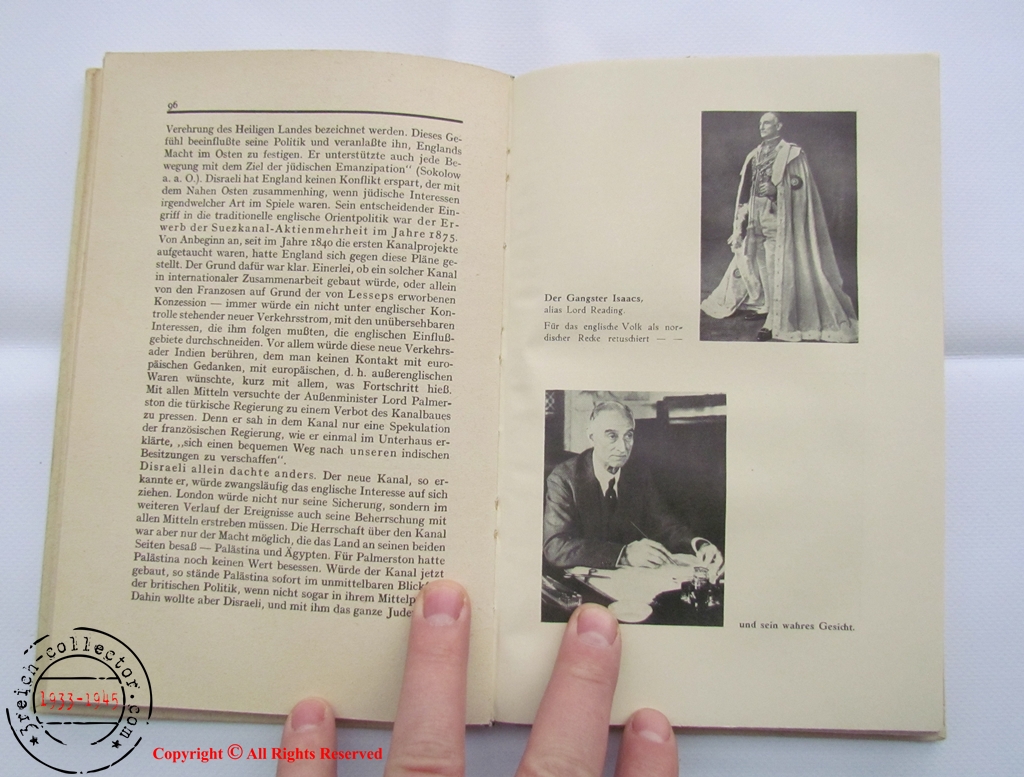 96
Verehrung des Heiligen Landes bezeichnet werden. Dieses Ge-
fühl beeinflußte seine Politik und veranlaßte ihn, Englands
Macht im Osten zu festigen. Er unterstützte auch jede Be-
wegung mit dem Ziel der jüdischen Emanzipation" (Sokolow
a. a. O.). Disraeli hat England keinen Konflikt erspart, der mit
dem Nahen Osten zusammenhing, wenn jüdische Interessen
irgendwelcher Art im Spiele waren. Sein entscheidender Ein-
griff in die traditionelle englische Orientpolitik war der Er-
werb der Suezkanal-Aktienmehrheit im Jahre 1875.
Von Anbeginn an, seit im Jahre 1840 die ersten Kanalprojekte
aufgetaucht waren, hatte England sich gegen diese Pläne ge-
stellt. Der Grund dafür war klar. Einerlei, ob ein solcher Kanal
in internationaler Zusammenarbeit gebaut würde, oder allein
von den Franzosen auf Grund der von Lesseps erworbenen
Konzession — immer würde ein nicht unter englischer Kon-
trolle stehender neuer Verkehrsstrom, mit den unübersehbaren
Interessen, die ihm folgen mußten, die englischen Einfluß-
gebiete durchschneiden. Vor allem würde diese neue Verkehrs-
ader Indien berühren, dem man keinen Kontakt mit euro-
päischen Gedanken, mit europäischen, d. h. außerenglischen
Waren wünschte, kurz mit allem, was Fortschritt hieß.
Mit allen Mitteln versuchte der Außenminister Lord Palmer-
ston die türkische Regierung zu einem Verbot des Kanalbaues
zu pressen. Denn er sah in dem Kanal nur eine Spekulation
der französischen Regierung, wie er einmal im Unterhaus er-
klärte, „sich einen bequemen Weg nach unseren indischen
Besitzungen zu verschaffen".
Disraeli allein dachte anders. Der neue Kanal, so er-
kannte er, würde zwangsläufig das englische Interesse auf sich
ziehen. London würde nicht nur seine Sicherung, sondern im
weiteren Verlauf der Ereignisse auch seine Beherrschung mit
allen Mitteln erstreben müssen. Die Herrschaft über den Kanal
war aber nur der Macht möglich, die das Land an seinen beiden
Seiten besaß — Palästina und Ägypten. Für Palmerston hatte
Palästina noch keinen Wert besessen. Würde der Kanal jetzt
gebaut, so stände Palästina sofort im unmittelbaren Blick
der britischen Politik, wenn nicht sogar in ihrem Mittelp
Dahin wollte aber Disraeli, und mit ihm das ganze Jude
Der Gangster Isaacs,
alias Lord Reading.
Für das englische Volk als nor-
discher Recke retuschiert — —
und sein wahres Gesicht.
3reich-collector.com
1933-1945
Copyright © All Rights Reserved